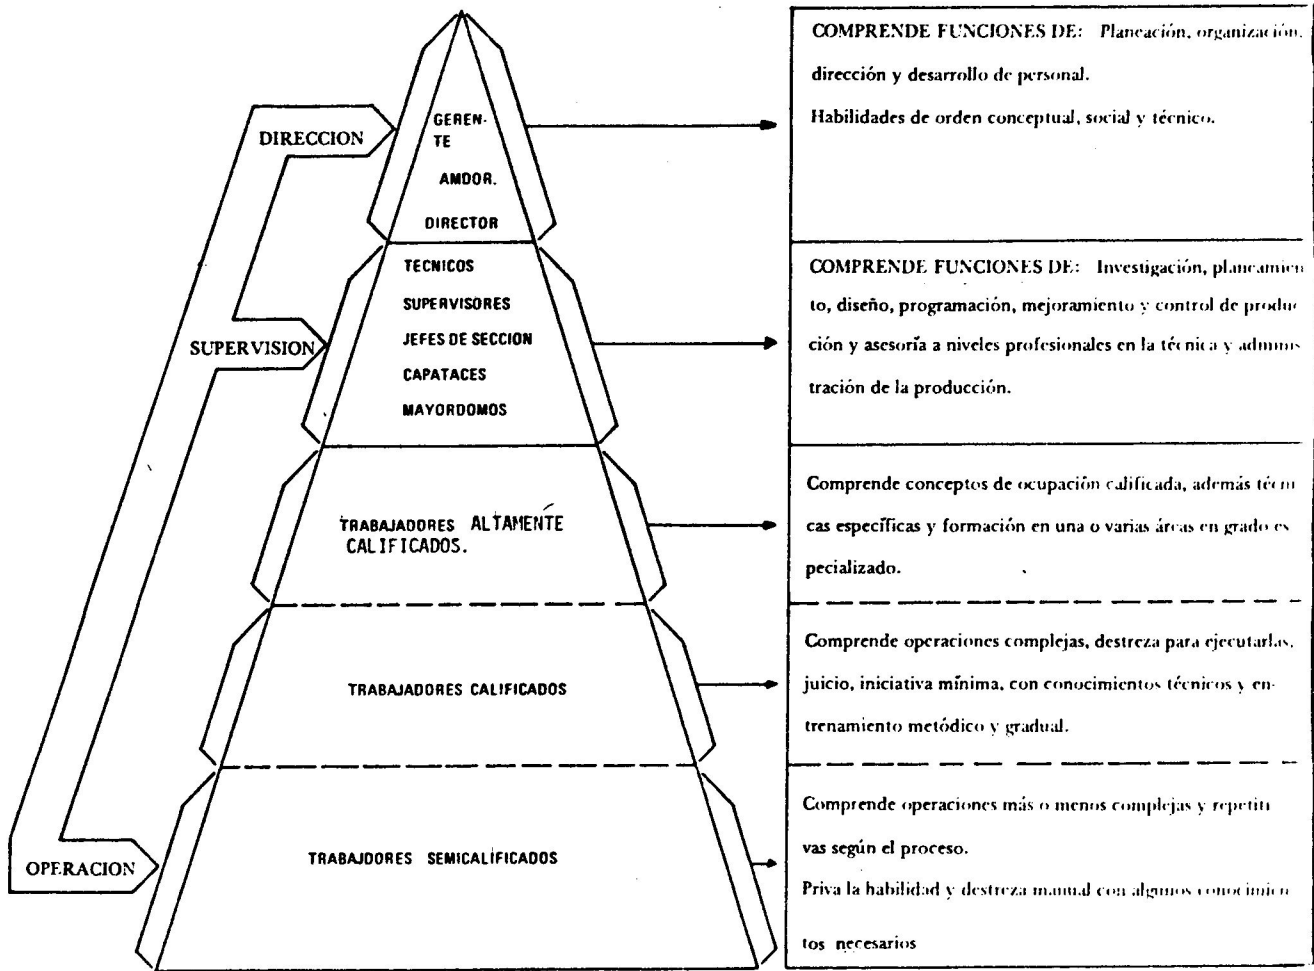 DIRECCION
SUPERVISION
OPERACION
GEREN-
TE
AMDOR.
DIRECTOR
TECNICOS
SUPERVISORES
JEFES DE SECCION
CAPATACES
MAYORDOMOS
TRABAJADORES ALTAMENTE
CALIFICADOS.
TRABAJADORES CALIFICADOS
TRABAJDORES SEMICALIFICADOS
COMPRENDE FUNCIONES DE: Planeación, organización,
dirección y desarrollo de personal.
Habilidades de orden conceptual, social y técnico.
COMPRENDE FUNCIONES DE: Investigación, planeamien
to, diseño, programación, mejoramiento y control de produc
ción y asesoría a niveles profesionales en la técnica y adminis
tración de la producción.
Comprende conceptos de ocupación calificada, además técni
cas específicas y formación en una o varias áreas en grado es
pecializado.
Comprende operaciones complejas, destreza para ejecutarlas,
juicio, iniciativa mínima, con conocimientos técnicos y en-
trenamiento metódico y gradual.
Comprende operaciones más o menos complejas y repetiti
vas según el proceso.
Priva la habilidad y destreza manual con algunos conocimien
tos necesarios